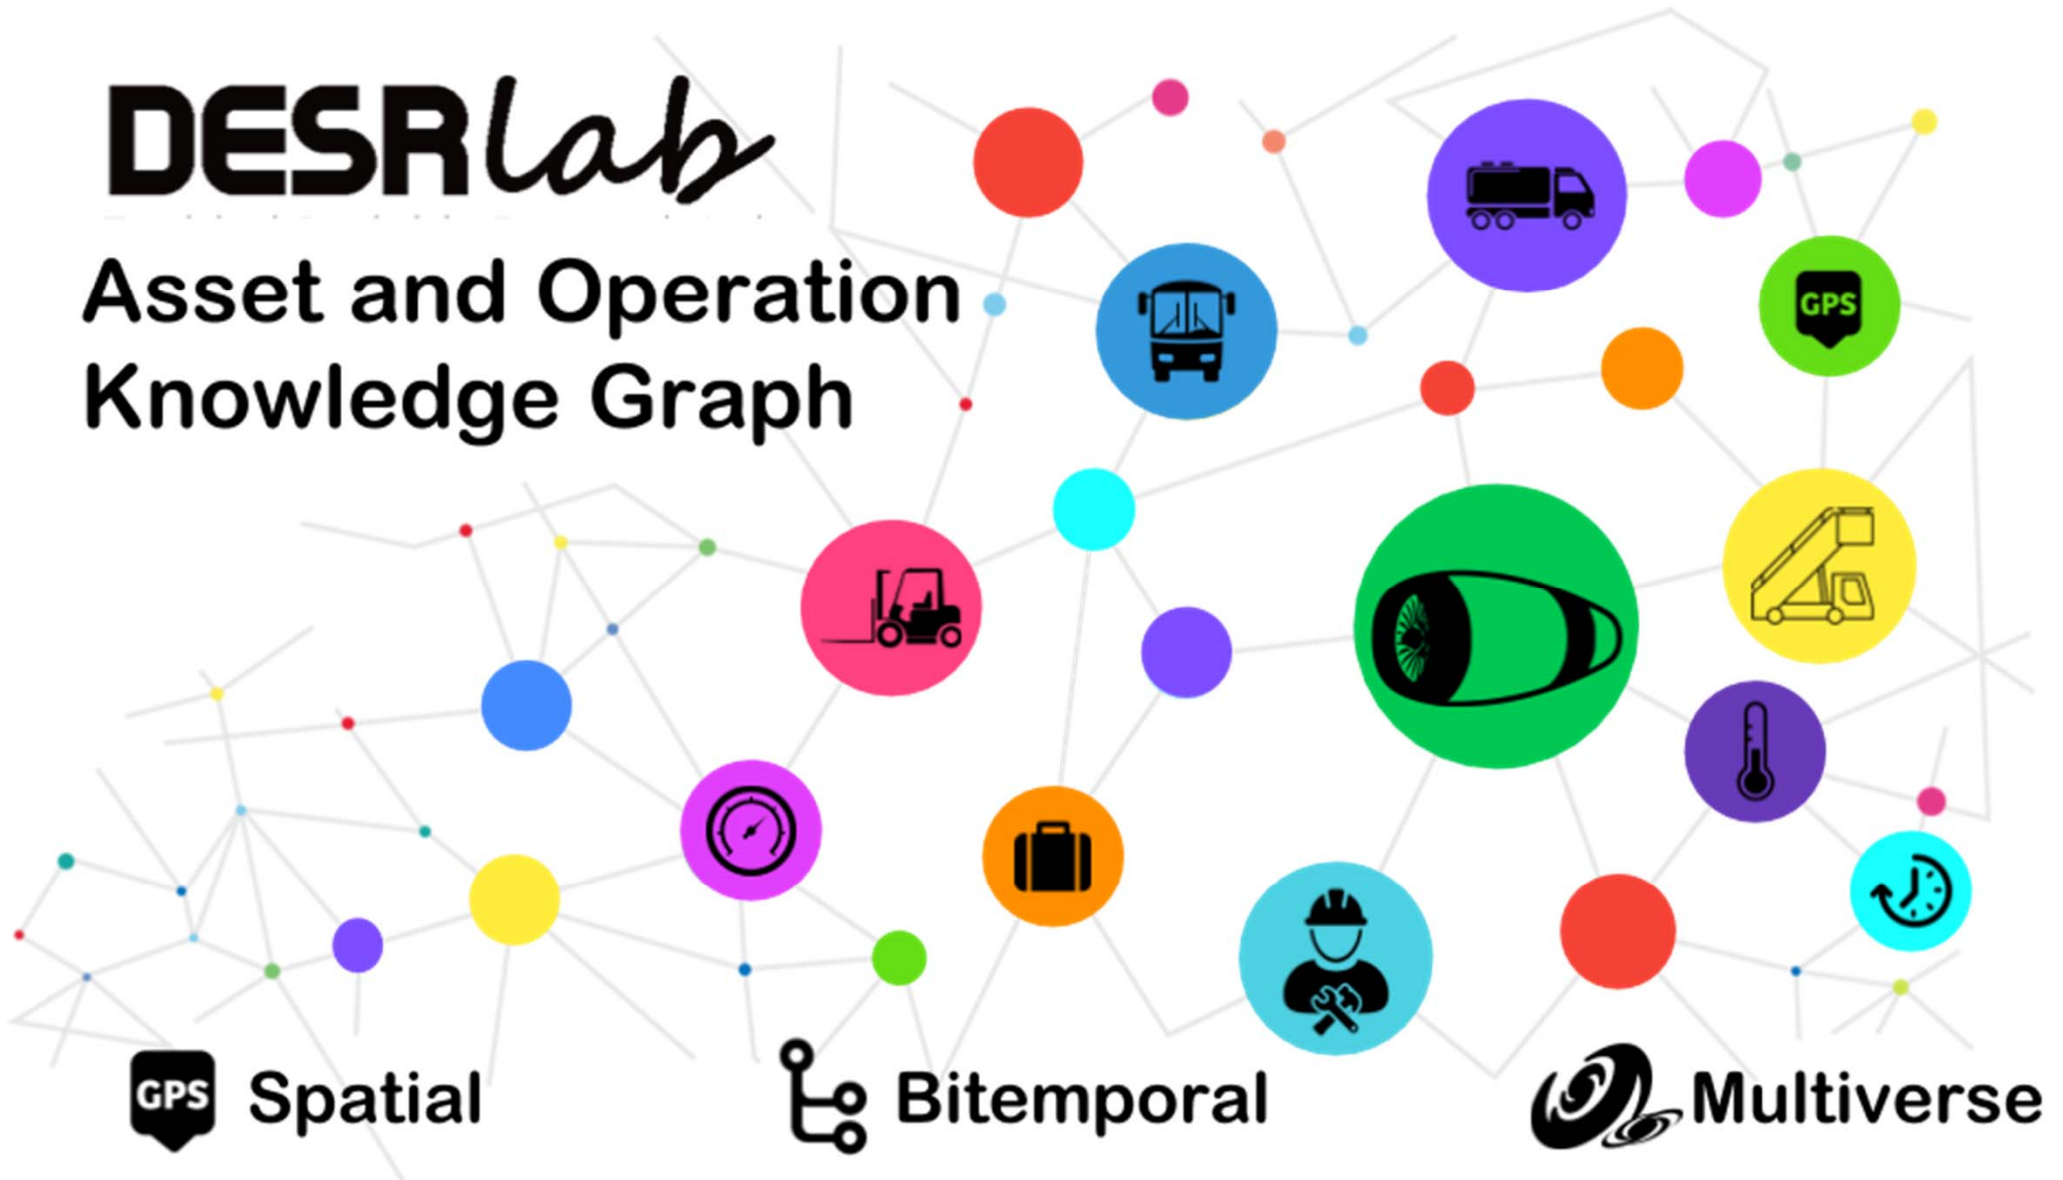 DESRlab
Asset and Operation
Knowledge Graph
GPS
GPS
Spatial
Bitemporal
Multiverse